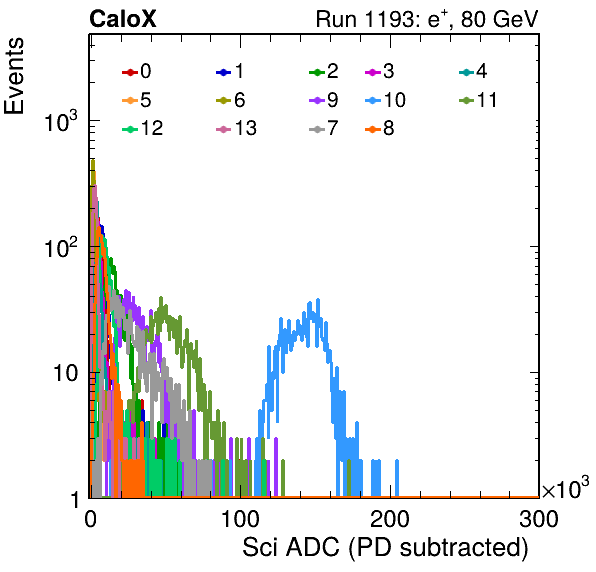 CaloX Run 1193: e⁺, 80 GeV
Events
0 1 2 3 4
5 6 9 10 11
12 13 7 8
10³
10²
10
1
0 100 200 300
×10³
Sci ADC (PD subtracted)